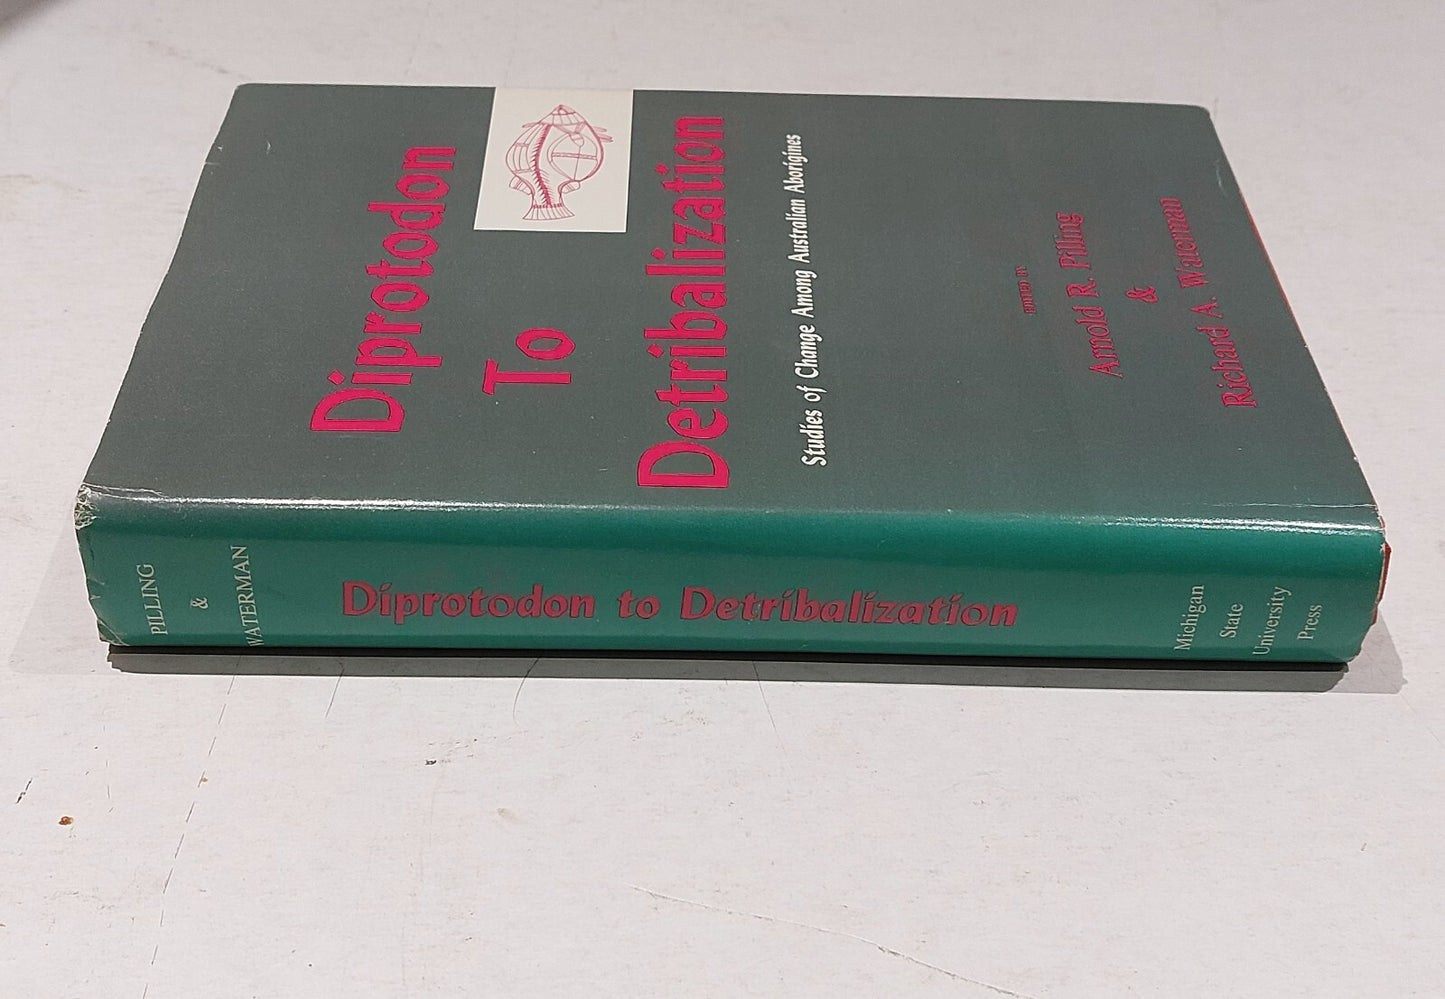 Diprotodon
To
Detribalization
Studies of Change Among Australian Aborigines
EDITED BY
Arnold R. Pilling
&
Richard A. Waterman
PILLING
&
WATERMAN
Diprotodon to Detribalization
Michigan
State
University
Press